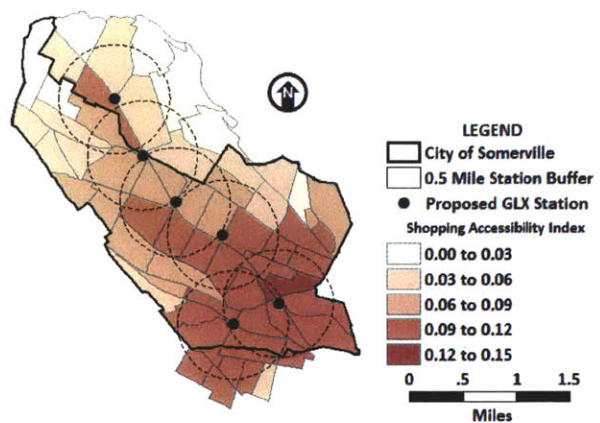 N
LEGEND
City of Somerville
0.5 Mile Station Buffer
Proposed GLX Station
Shopping Accessibility Index
0.00 to 0.03
0.03 to 0.06
0.06 to 0.09
0.09 to 0.12
0.12 to 0.15
0 .5 1 1.5
Miles